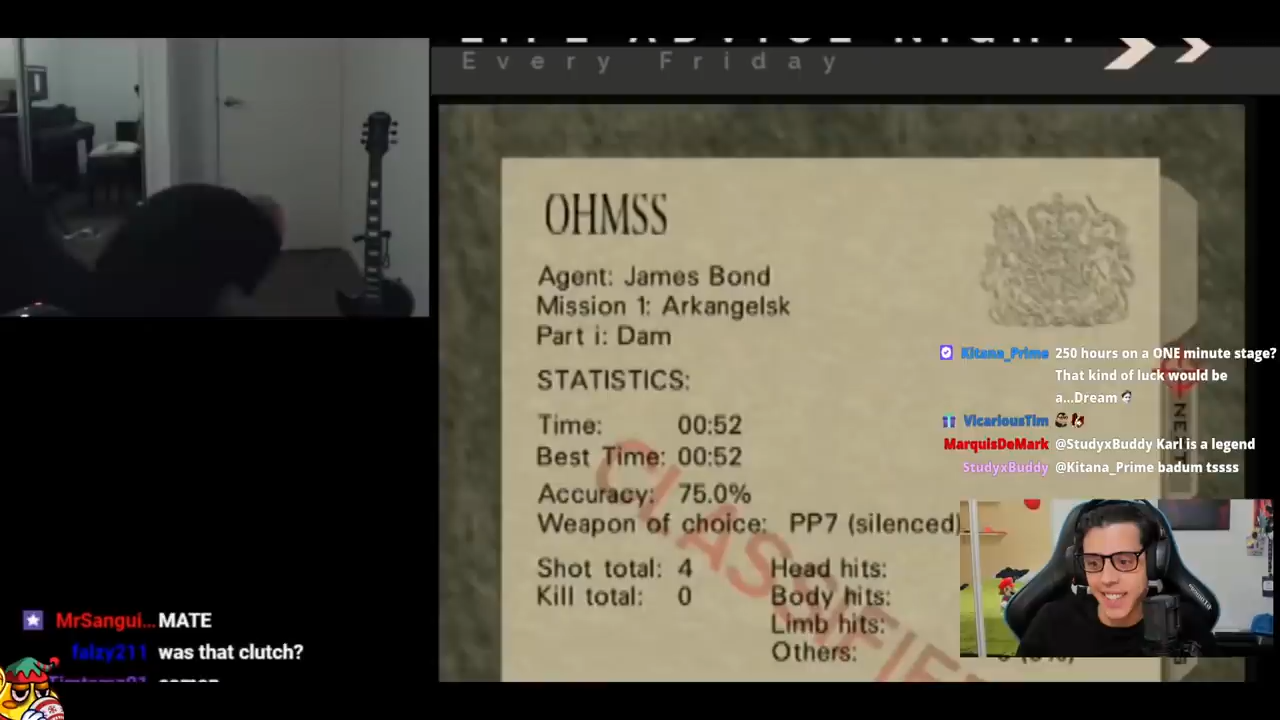 Every Friday
OHMSS
Agent: James Bond
Mission 1: Arkangelsk
Part i: Dam
STATISTICS:
Time: 00:52
Best Time: 00:52
Accuracy: 75.0%
Weapon of choice: PP7 (silenced)
Shot total: 4 Head hits:
Kill total: 0 Body hits:
Limb hits:
Others:
CLASSIFIED
Kitana_Prime 250 hours on a ONE minute stage?
That kind of luck would be
a...Dream
VicariousTim
MarquisDeMark @StudyxBuddy Karl is a legend
StudyxBuddy @Kitana_Prime badum tssss
MrSangui... MATE
falzy211 was that clutch?